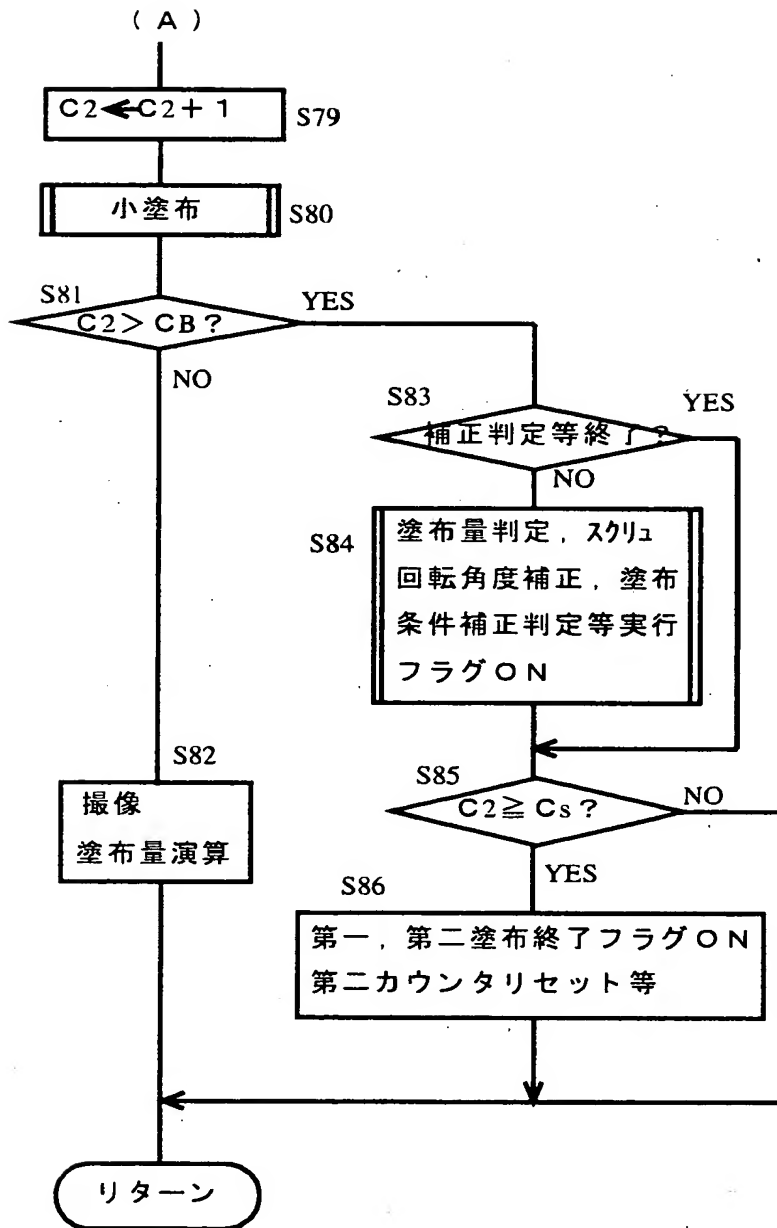 (A)
C2←C2+1
S79
小塗布
S80
S81
C2>CB?
YES
NO
S83
補正判定等終了?
YES
NO
S84
塗布量判定，スクリュ
回転角度補正，塗布
条件補正判定等実行
フラグON
S82
撮像
塗布量演算
S85
C2≧Cs?
NO
YES
S86
第一，第二塗布終了フラグON
第二カウンタリセット等
リターン